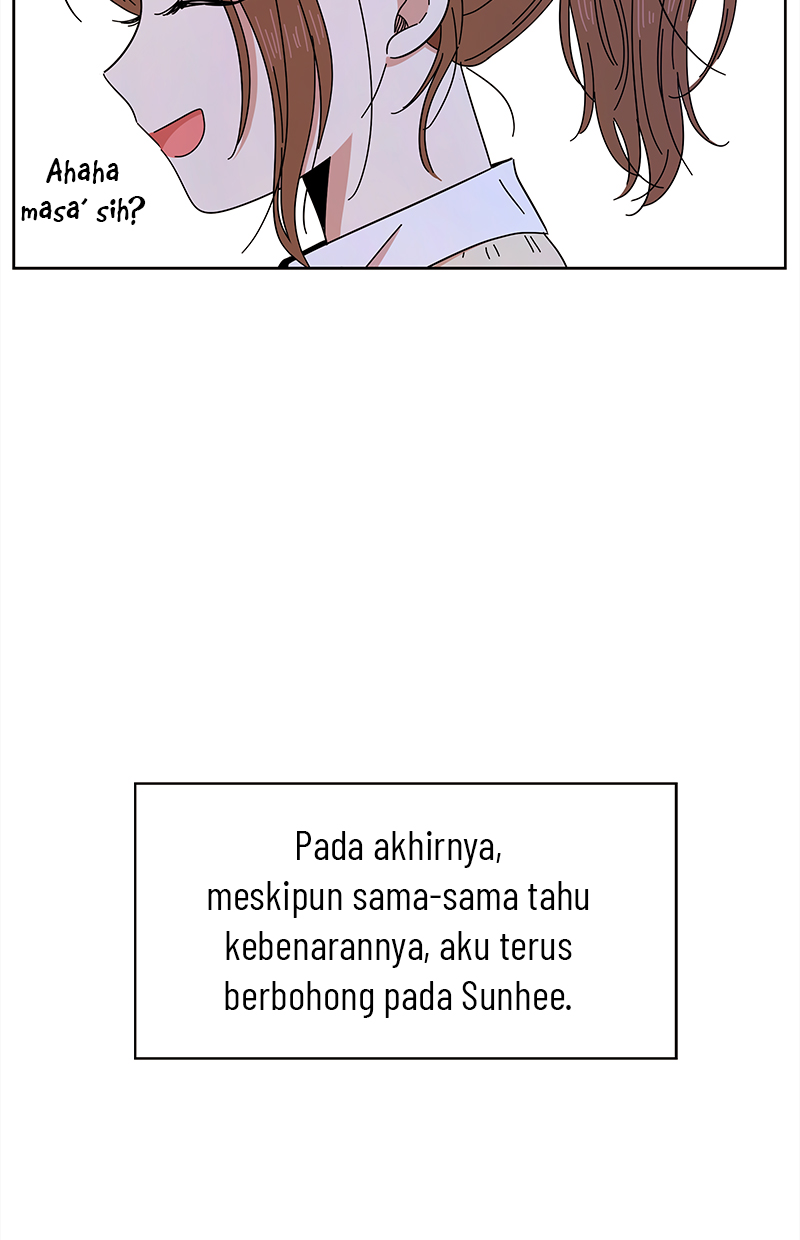 Ahaha
masa' sih?
Pada akhirnya,
meskipun sama-sama tahu
kebenarannya, aku terus
berbohong pada Sunhee.